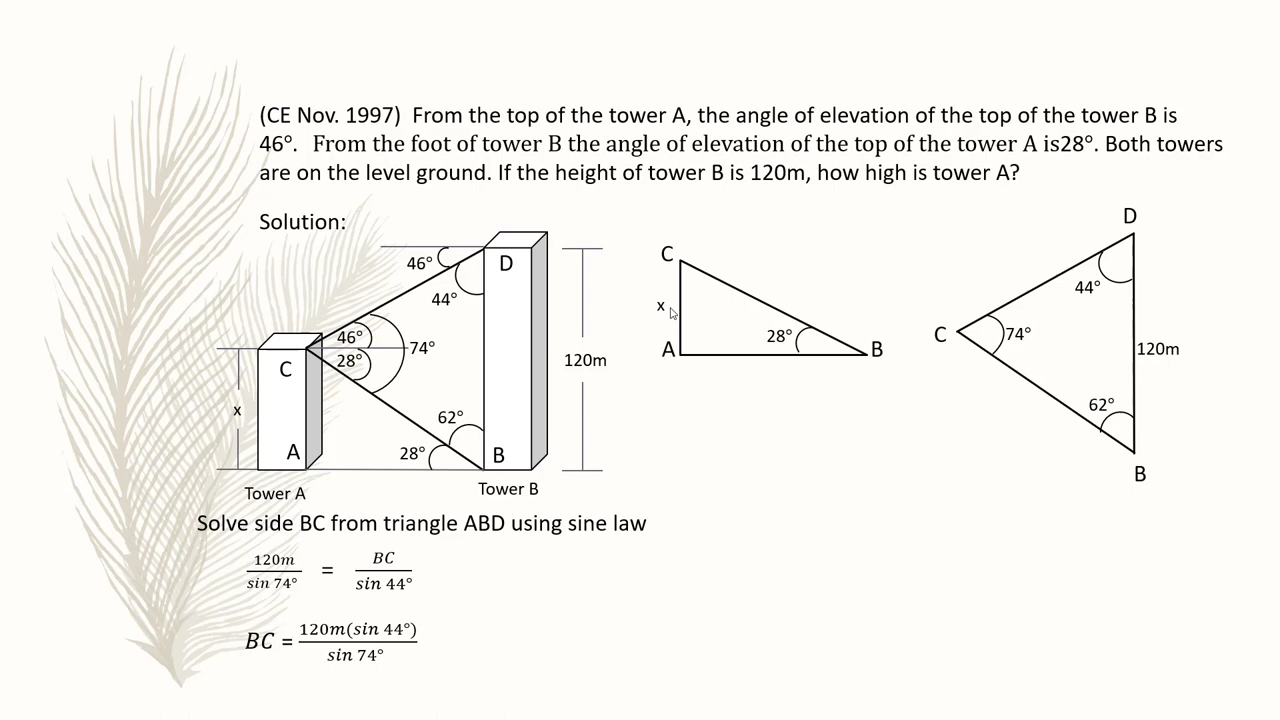 (CE Nov. 1997)  From the top of the tower A, the angle of elevation of the top of the tower B is
46°.  From the foot of tower B the angle of elevation of the top of the tower A is28°. Both towers
are on the level ground. If the height of tower B is 120m, how high is tower A?
Solution:
46°
D
44°
46°
28°
74°
C
x
62°
A
28°
B
120m
Tower A
Tower B
C
x
A
28°
B
D
44°
C
74°
120m
62°
B
Solve side BC from triangle ABD using sine law
120m / sin 74° = BC / sin 44°
BC = 120m(sin 44°) / sin 74°